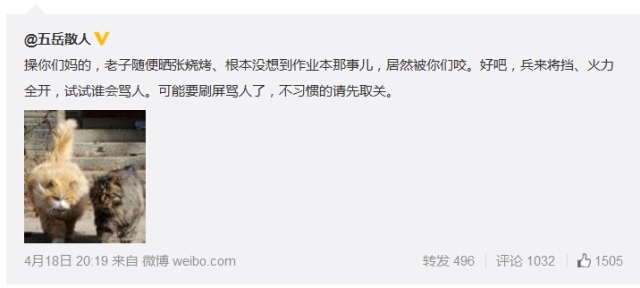 @五岳散人
操你们妈的，老子随便晒张烧烤、根本没想到作业本那事儿，居然被你们咬。好吧，兵来将挡、火力
全开，试试谁会骂人。可能要刷屏骂人了，不习惯的请先取关。
4月18日 20:19 来自 微博 weibo.com 转发 496 评论 1032 1505